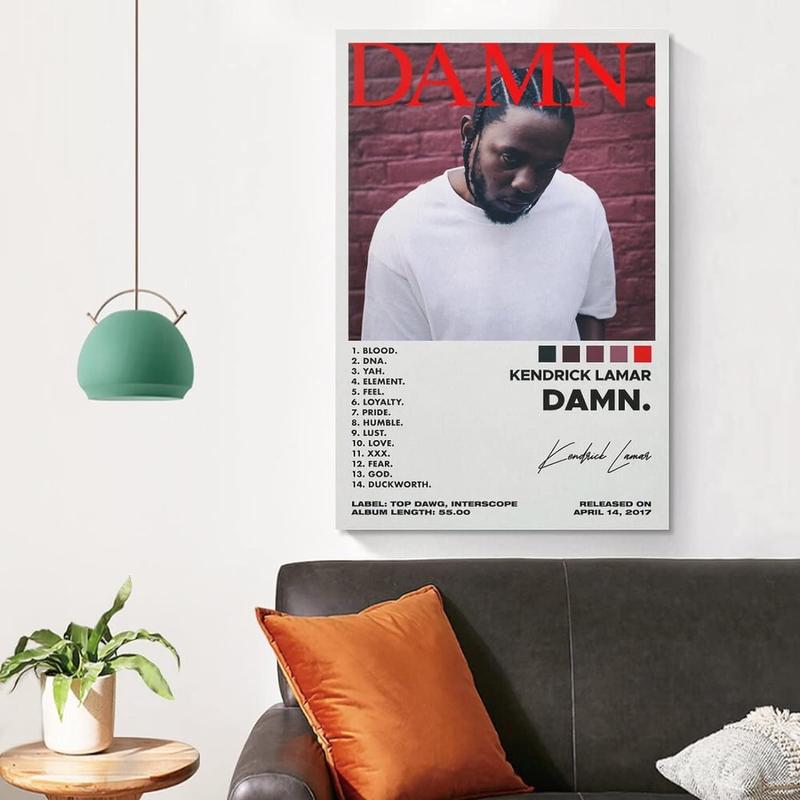 DAMN.
1. BLOOD.
2. DNA.
3. YAH.
4. ELEMENT.
5. FEEL.
6. LOYALTY.
7. PRIDE.
8. HUMBLE.
9. LUST.
10. LOVE.
11. XXX.
12. FEAR.
13. GOD.
14. DUCKWORTH.
KENDRICK LAMAR
DAMN.
Kendrick Lamar
LABEL: TOP DAWG, INTERSCOPE
ALBUM LENGTH: 55.00
RELEASED ON
APRIL 14, 2017